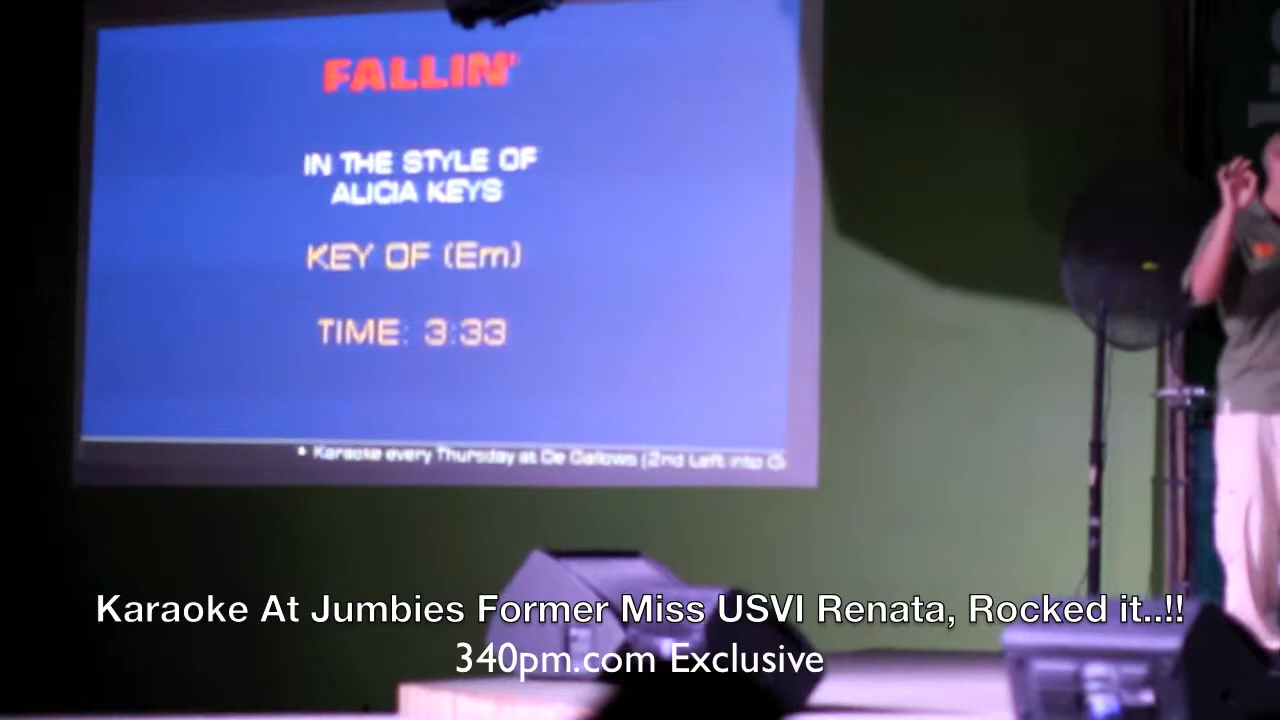 FALLIN'
IN THE STYLE OF
ALICIA KEYS
KEY OF (Em)
TIME: 3:33
• Karaoke every Thursday at De Gallows (2nd Left into
Karaoke At Jumbies Former Miss USVI Renata, Rocked it..!!
340pm.com Exclusive